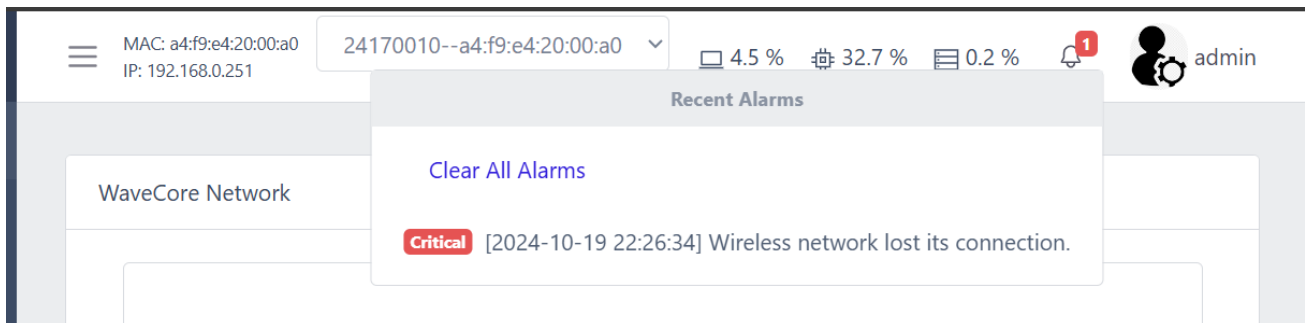 MAC: a4:f9:e4:20:00:a0
IP: 192.168.0.251
24170010--a4:f9:e4:20:00:a0
4.5 %
32.7 %
0.2 %
1
admin
Recent Alarms
Clear All Alarms
WaveCore Network
Critical [2024-10-19 22:26:34] Wireless network lost its connection.